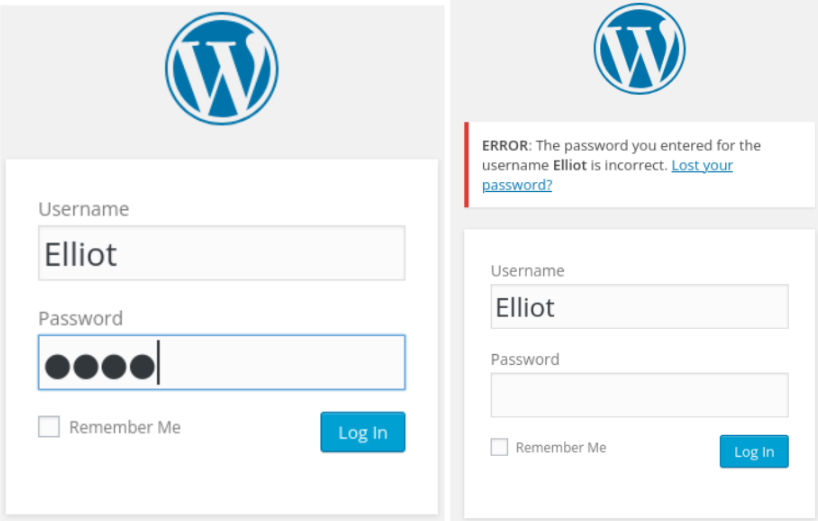 Username
Elliot
Password
Remember Me
Log In
ERROR: The password you entered for the
username Elliot is incorrect. Lost your
password?
Username
Elliot
Password
Remember Me
Log In